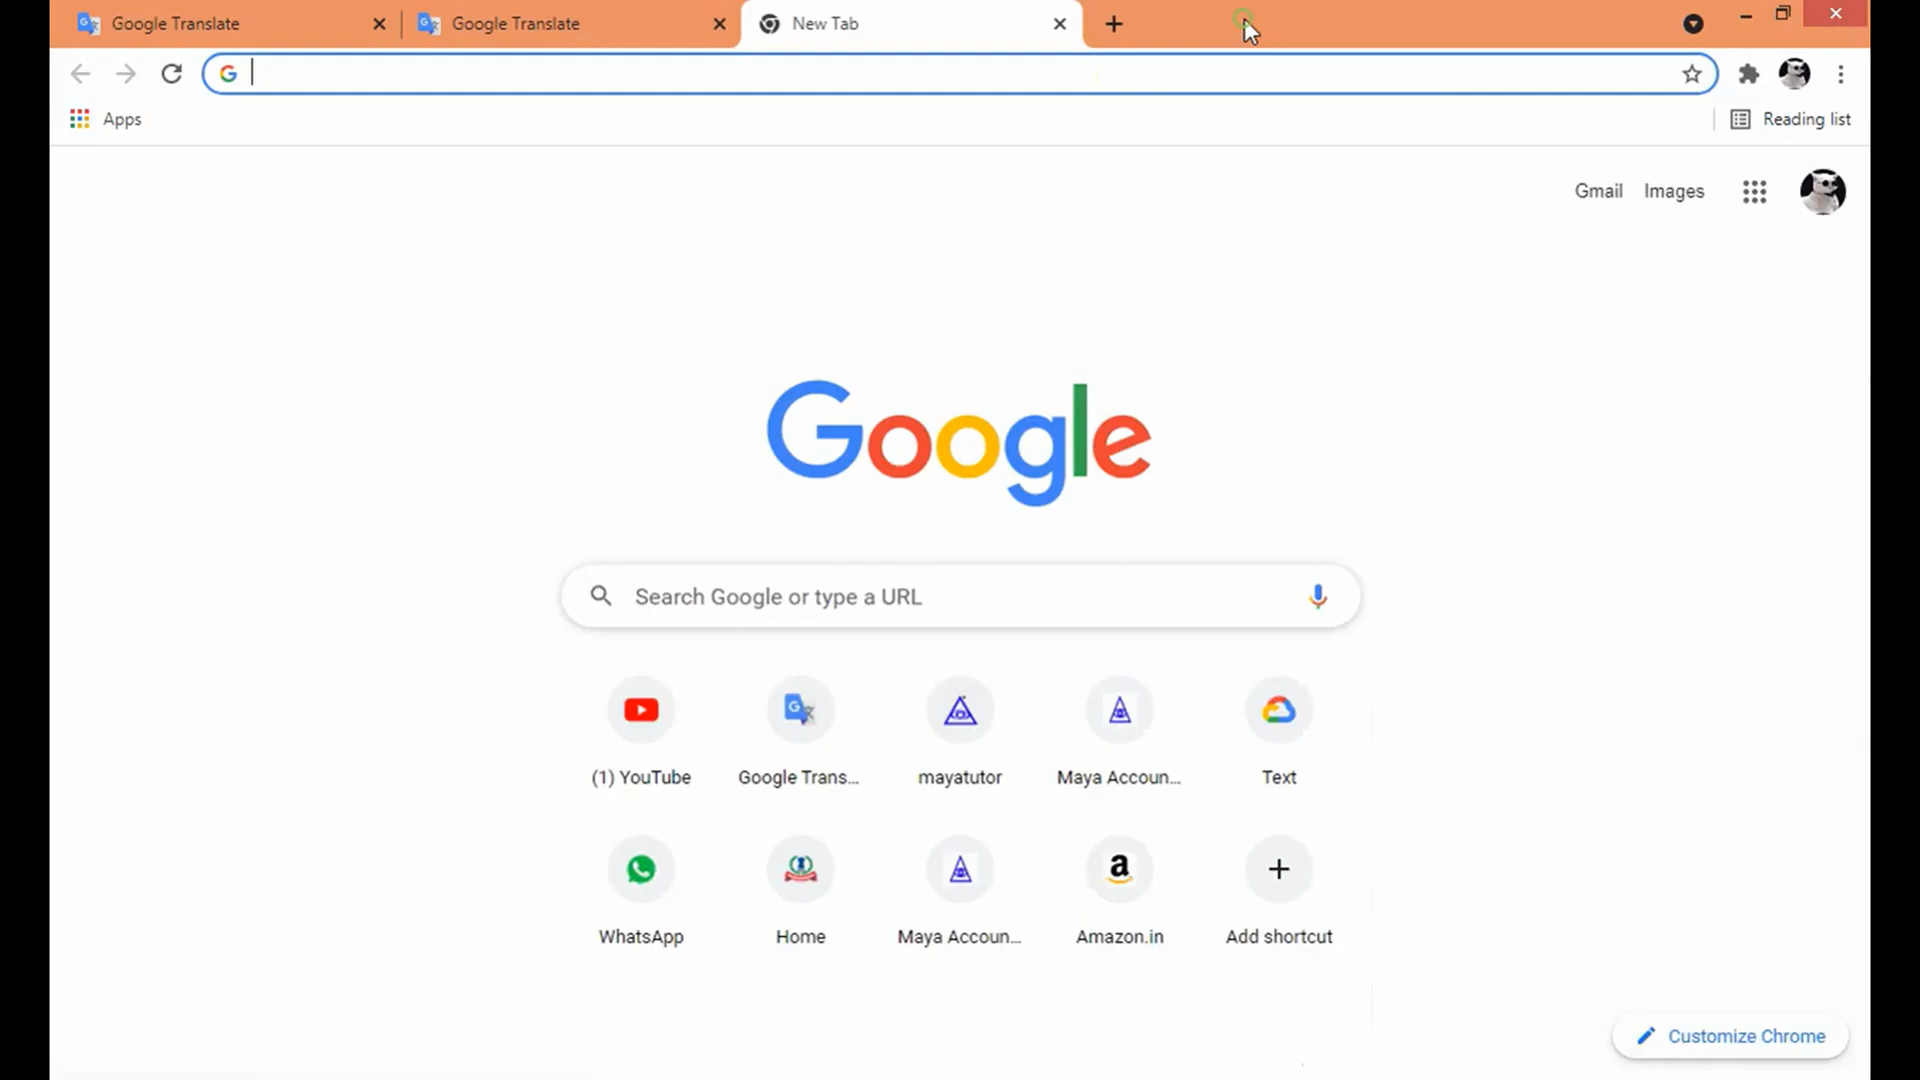 Google Translate
Google Translate
New Tab
Apps
Reading list
Gmail
Images
Google
Search Google or type a URL
(1) YouTube
Google Trans...
mayatutor
Maya Accoun...
Text
WhatsApp
Home
Maya Accoun...
Amazon.in
Add shortcut
Customize Chrome